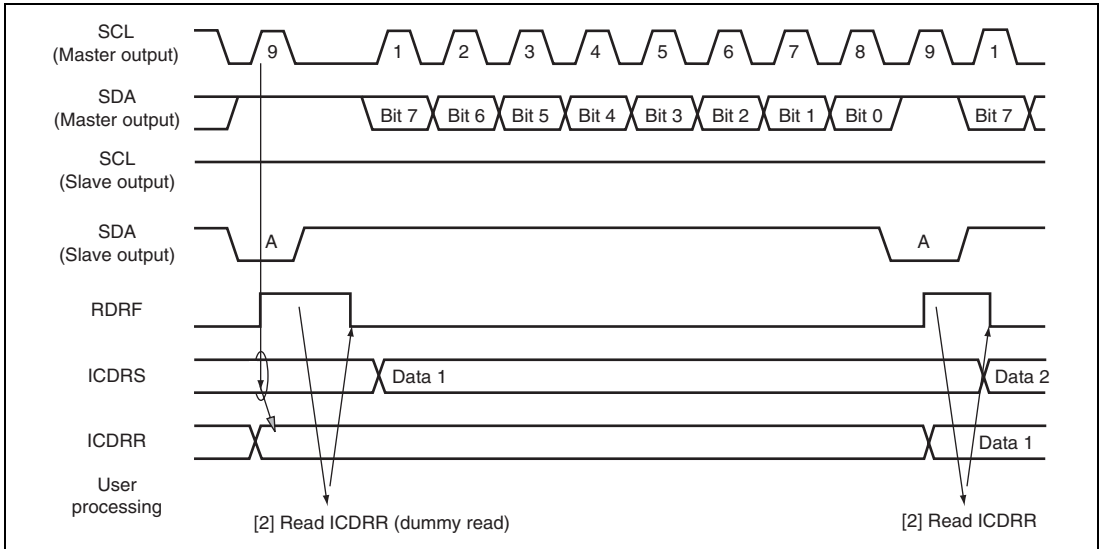 SCL
(Master output)
9 1 2 3 4 5 6 7 8 9 1
SDA
(Master output)
Bit 7 Bit 6 Bit 5 Bit 4 Bit 3 Bit 2 Bit 1 Bit 0 Bit 7
SCL
(Slave output)
SDA
(Slave output)
A A
RDRF
ICDRS
Data 1 Data 2
ICDRR
Data 1
User
processing
[2] Read ICDRR (dummy read) [2] Read ICDRR